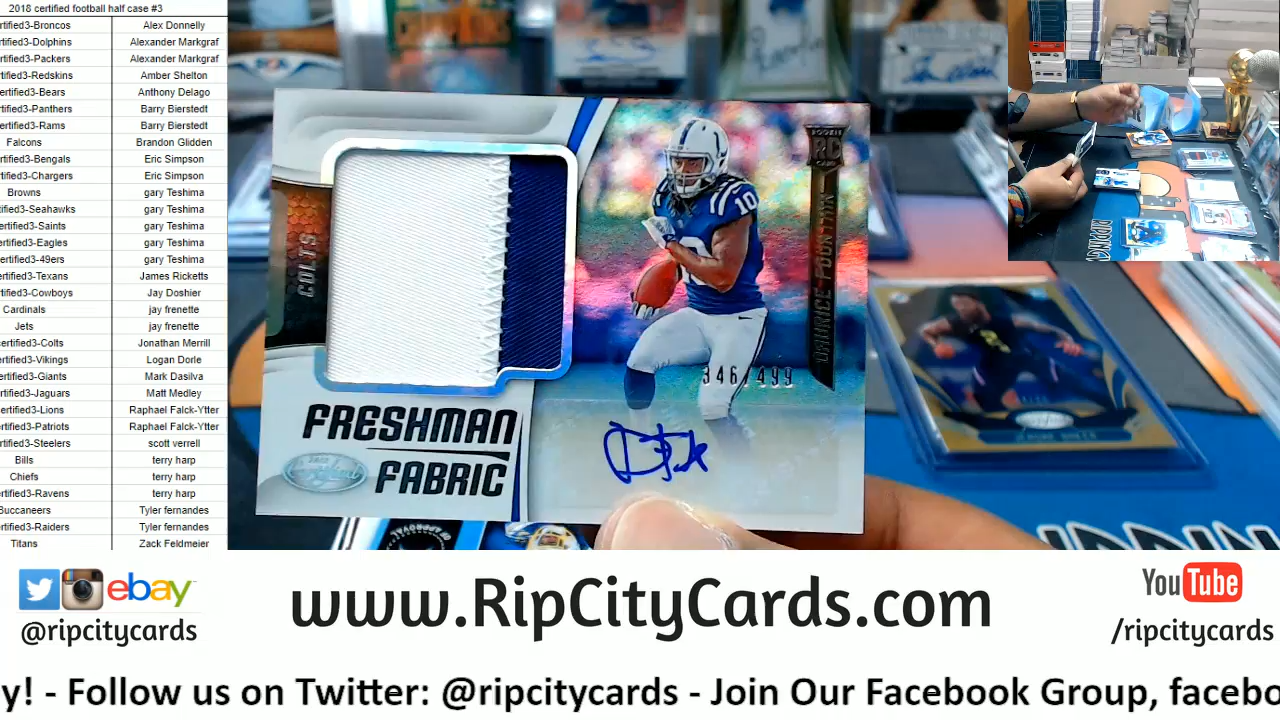 2018 certified football half case #3
rtified3-Broncos Alex Donnelly
rtified3-Dolphins Alexander Markgraf
rtified3-Packers Alexander Markgraf
rtified3-Redskins Amber Shelton
ertified3-Bears Anthony Delago
rtified3-Panthers Barry Bierstedt
ertified3-Rams Barry Bierstedt
Falcons Brandon Glidden
rtified3-Bengals Eric Simpson
rtified3-Chargers Eric Simpson
Browns gary Teshima
rtified3-Seahawks gary Teshima
ertified3-Saints gary Teshima
ertified3-Eagles gary Teshima
ertified3-49ers gary Teshima
ertified3-Texans James Ricketts
rtified3-Cowboys Jay Doshier
Cardinals jay frenette
Jets jay frenette
certified3-Colts Jonathan Merrill
ertified3-Vikings Logan Dorle
ertified3-Giants Mark Dasilva
rtified3-Jaguars Matt Medley
ertified3-Lions Raphael Falck-Ytter
rtified3-Patriots Raphael Falck-Ytter
rtified3-Steelers scott verrell
Bills terry harp
Chiefs terry harp
rtified3-Ravens terry harp
Buccaneers Tyler fernandes
rtified3-Raiders Tyler fernandes
Titans Zack Feldmeier
COLTS
ROOKIE
RC
CARD
DAURICE FOUNTAIN
10
346/499
FRESHMAN
FABRIC
ebay
@ripcitycards
www.RipCityCards.com
YouTube
/ripcitycards
y! - Follow us on Twitter: @ripcitycards - Join Our Facebook Group, facebo